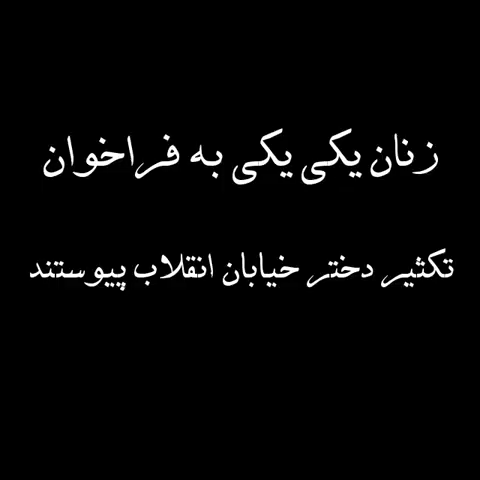 زنان یکی یکی به فراخوان
تکثیر دختر خیابان انقلاب پیوستند